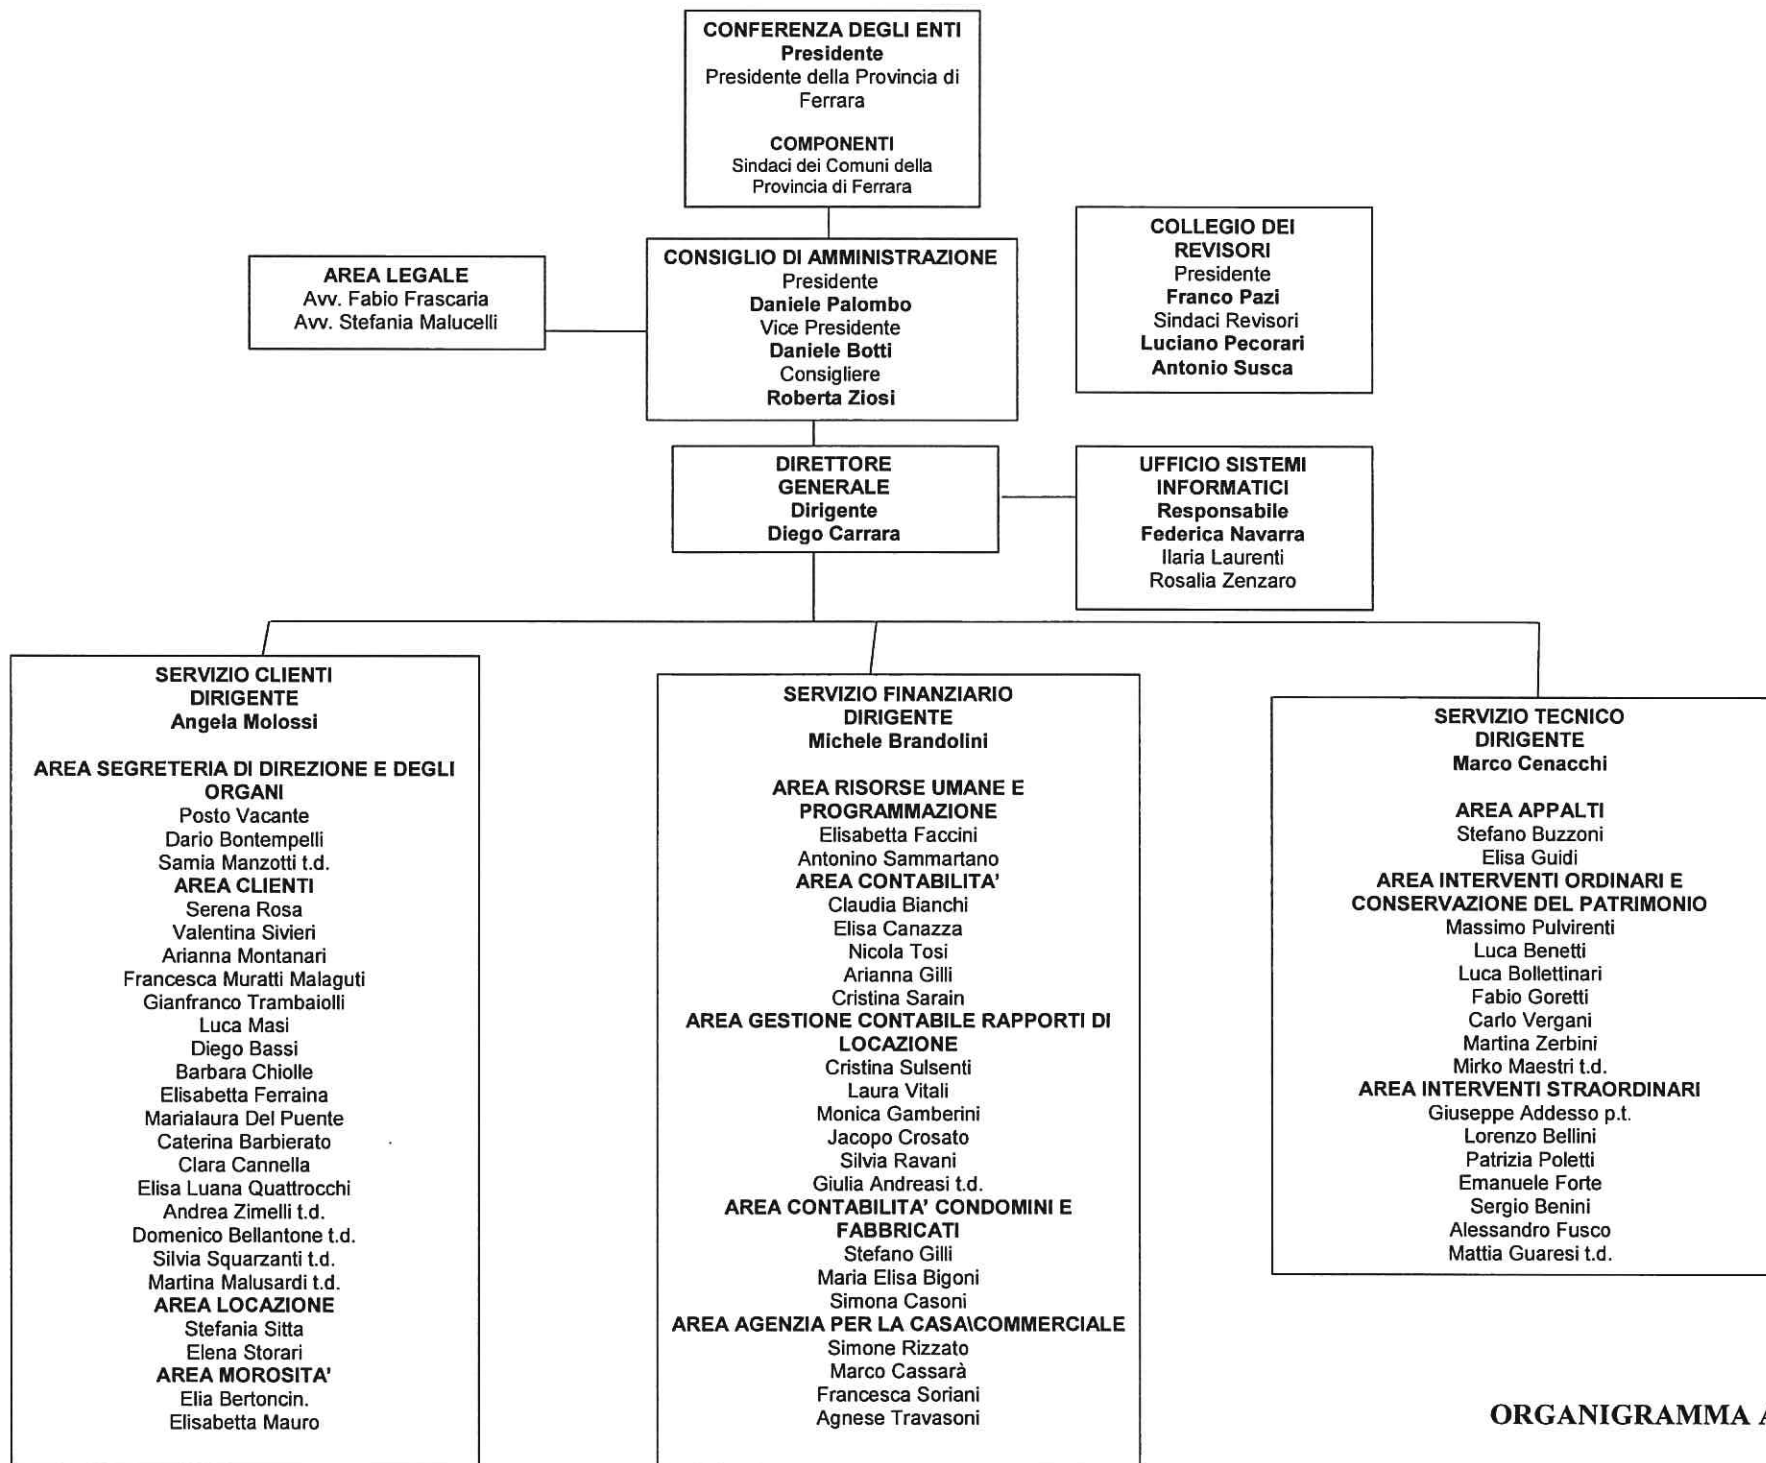 CONFERENZA DEGLI ENTI
Presidente
Presidente della Provincia di
Ferrara
COMPONENTI
Sindaci dei Comuni della
Provincia di Ferrara
AREA LEGALE
Avv. Fabio Frascaria
Avv. Stefania Malucelli
CONSIGLIO DI AMMINISTRAZIONE
Presidente
Daniele Palombo
Vice Presidente
Daniele Botti
Consigliere
Roberta Ziosi
COLLEGIO DEI
REVISORI
Presidente
Franco Pazi
Sindaci Revisori
Luciano Pecorari
Antonio Susca
DIRETTORE
GENERALE
Dirigente
Diego Carrara
UFFICIO SISTEMI
INFORMATICI
Responsabile
Federica Navarra
Ilaria Laurenti
Rosalia Zenzaro
SERVIZIO CLIENTI
DIRIGENTE
Angela Molossi
AREA SEGRETERIA DI DIREZIONE E DEGLI
ORGANI
Posto Vacante
Dario Bontempelli
Samia Manzotti t.d.
AREA CLIENTI
Serena Rosa
Valentina Sivieri
Arianna Montanari
Francesca Muratti Malaguti
Gianfranco Trambaiolli
Luca Masi
Diego Bassi
Barbara Chiolle
Elisabetta Ferraina
Marialaura Del Puente
Caterina Barbierato
Clara Cannella
Elisa Luana Quattrocchi
Andrea Zimelli t.d.
Domenico Bellantone t.d.
Silvia Squarzanti t.d.
Martina Malusardi t.d.
AREA LOCAZIONE
Stefania Sitta
Elena Storari
AREA MOROSITA'
Elia Bertoncin.
Elisabetta Mauro
SERVIZIO FINANZIARIO
DIRIGENTE
Michele Brandolini
AREA RISORSE UMANE E
PROGRAMMAZIONE
Elisabetta Faccini
Antonino Sammartano
AREA CONTABILITA'
Claudia Bianchi
Elisa Canazza
Nicola Tosi
Arianna Gilli
Cristina Sarain
AREA GESTIONE CONTABILE RAPPORTI DI
LOCAZIONE
Cristina Sulsenti
Laura Vitali
Monica Gamberini
Jacopo Crosato
Silvia Ravani
Giulia Andreasi t.d.
AREA CONTABILITA' CONDOMINI E
FABBRICATI
Stefano Gilli
Maria Elisa Bigoni
Simona Casoni
AREA AGENZIA PER LA CASA\COMMERCIALE
Simone Rizzato
Marco Cassarà
Francesca Soriani
Agnese Travasoni
SERVIZIO TECNICO
DIRIGENTE
Marco Cenacchi
AREA APPALTI
Stefano Buzzoni
Elisa Guidi
AREA INTERVENTI ORDINARI E
CONSERVAZIONE DEL PATRIMONIO
Massimo Pulvirenti
Luca Benetti
Luca Bollettinari
Fabio Goretti
Carlo Vergani
Martina Zerbini
Mirko Maestri t.d.
AREA INTERVENTI STRAORDINARI
Giuseppe Addesso p.t.
Lorenzo Bellini
Patrizia Poletti
Emanuele Forte
Sergio Benini
Alessandro Fusco
Mattia Guaresi t.d.
ORGANIGRAMMA A